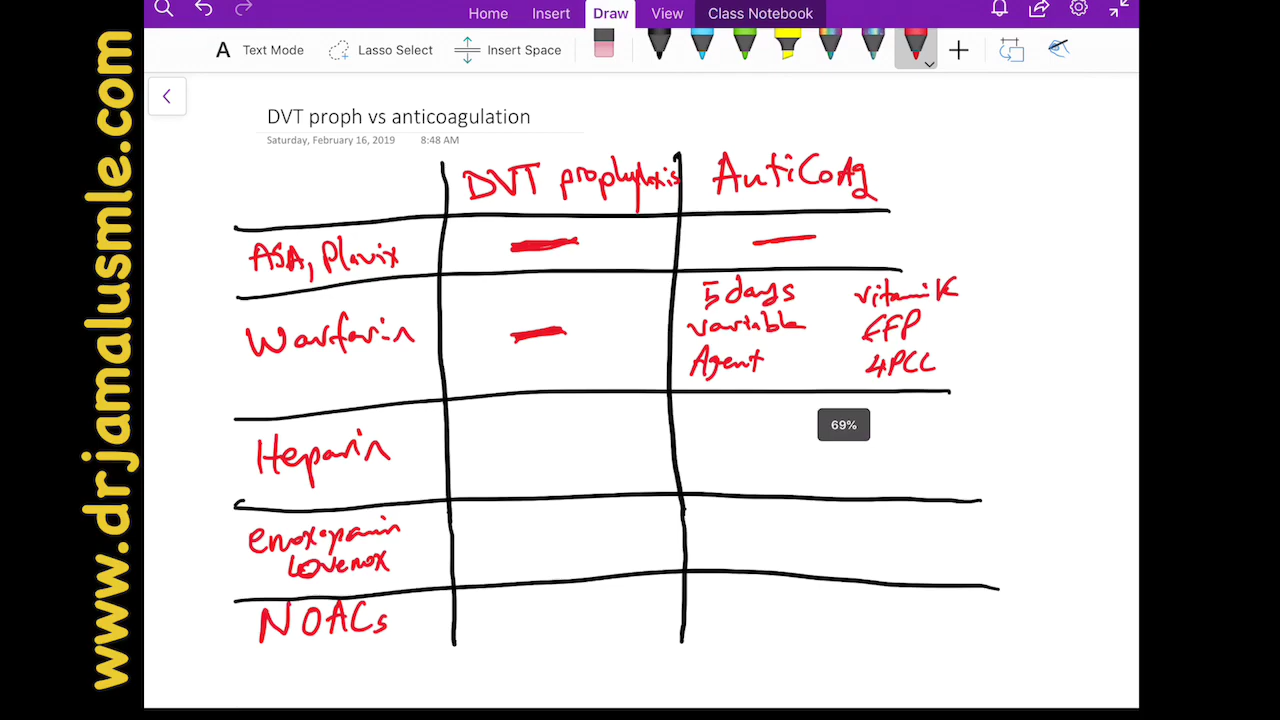 www.drjamalusmle.com
Home Insert Draw View Class Notebook
A Text Mode Lasso Select Insert Space
DVT proph vs anticoagulation
Saturday, February 16, 2019 8:48 AM
DVT prophylaxis AntiCoAg
ASA, Plavix
Warfarin
5 days vitamin K
variable FFP
Agent 4PCC
69%
Heparin
enoxoparin
Lovenox
NOACs